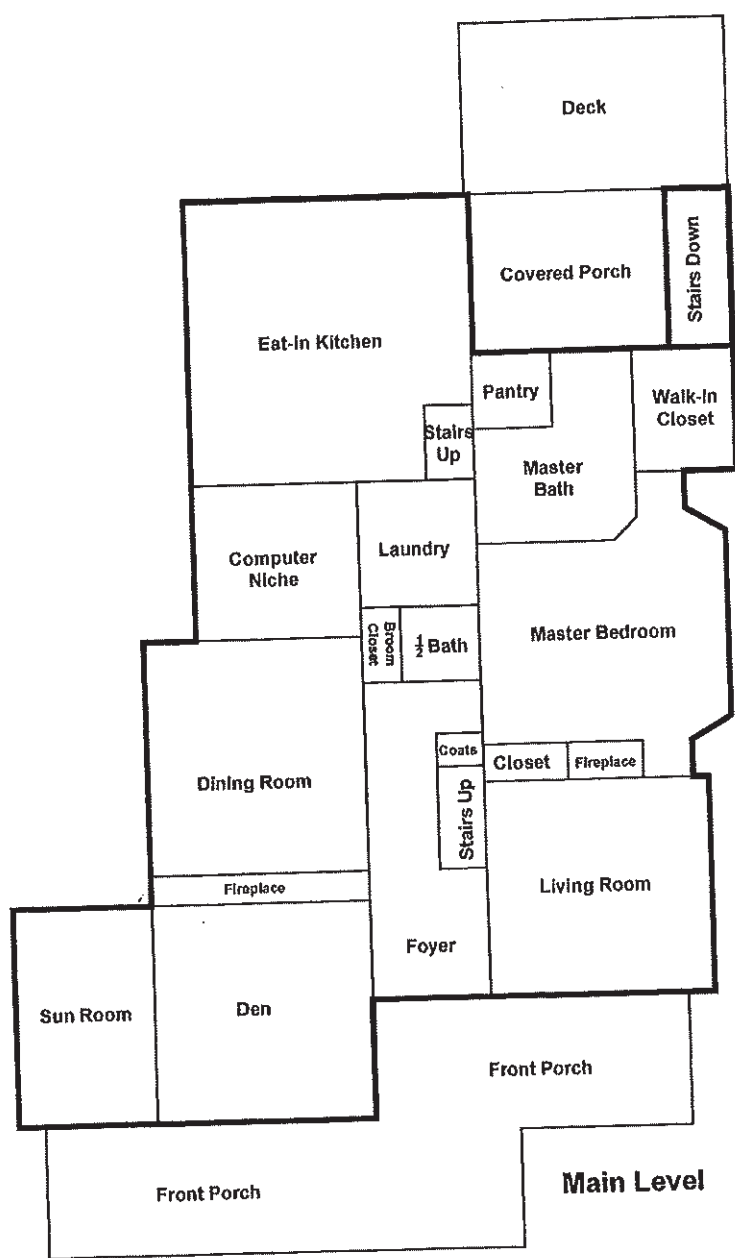 Deck
Covered Porch
Stairs Down
Eat-In Kitchen
Pantry
Walk-In
Closet
Stairs
Up
Master
Bath
Computer
Niche
Laundry
Broom
Closet
½ Bath
Master Bedroom
Coats
Closet
Fireplace
Dining Room
Stairs Up
Fireplace
Living Room
Foyer
Sun Room
Den
Front Porch
Front Porch
Main Level